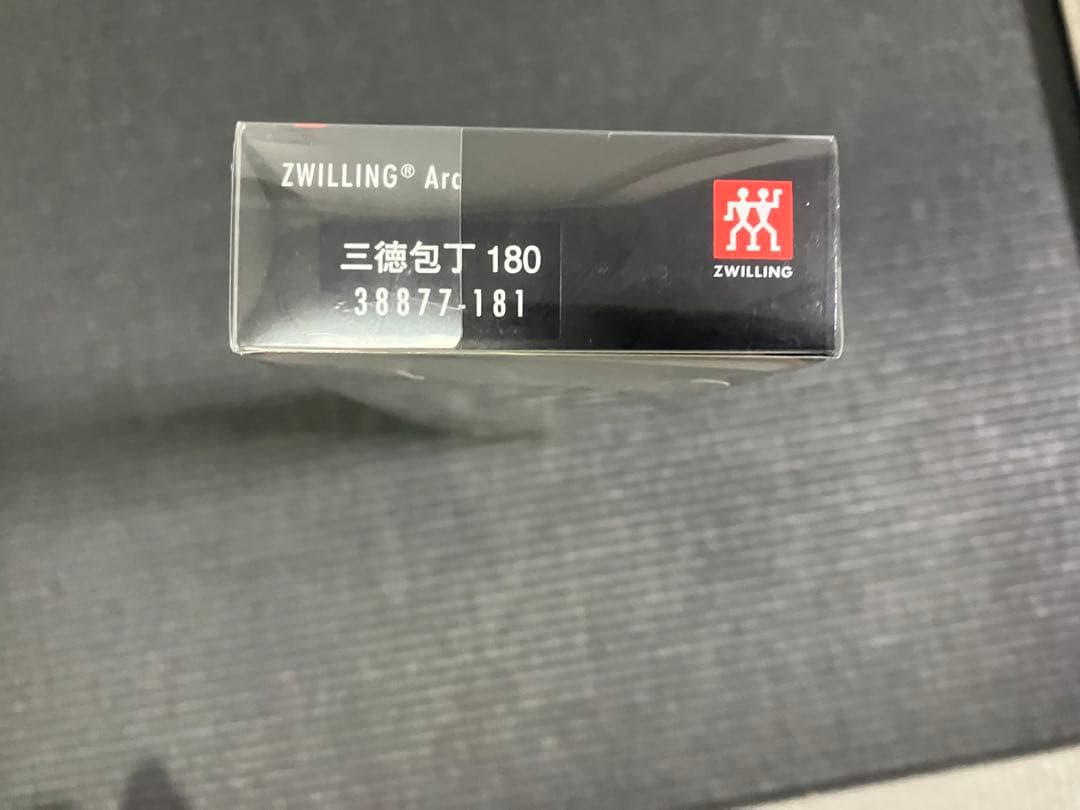 ZWILLING® Arc
三徳包丁 180
38877-181
ZWILLING